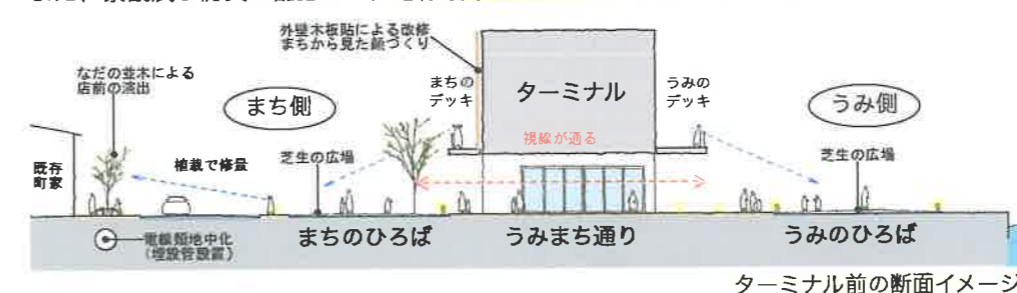 外壁木板貼による改修
まちから見た顔づくり
なだの並木による
店前の演出
まち側
まちの
デッキ
ターミナル
うみの
デッキ
うみ側
視線が通る
既存
町家
植栽で修景
芝生の広場
芝生の広場
電線類地中化
(埋設管設置)
まちのひろば
うみまち通り
うみのひろば
ターミナル前の断面イメージ